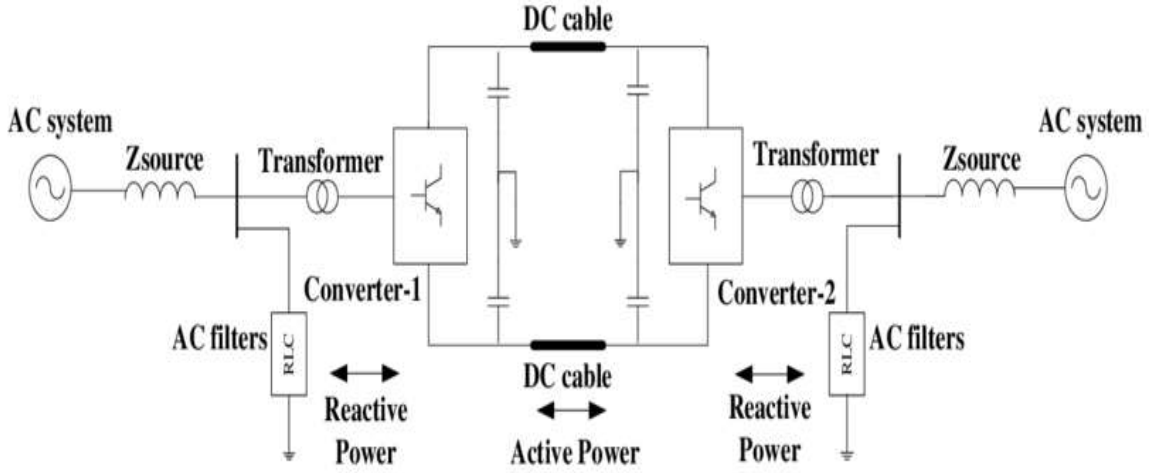 DC cable
AC system
Zsource
Transformer
Transformer
Zsource
AC system
Converter-1
Converter-2
AC filters
RLC
RLC
AC filters
DC cable
Reactive
Power
Active Power
Reactive
Power